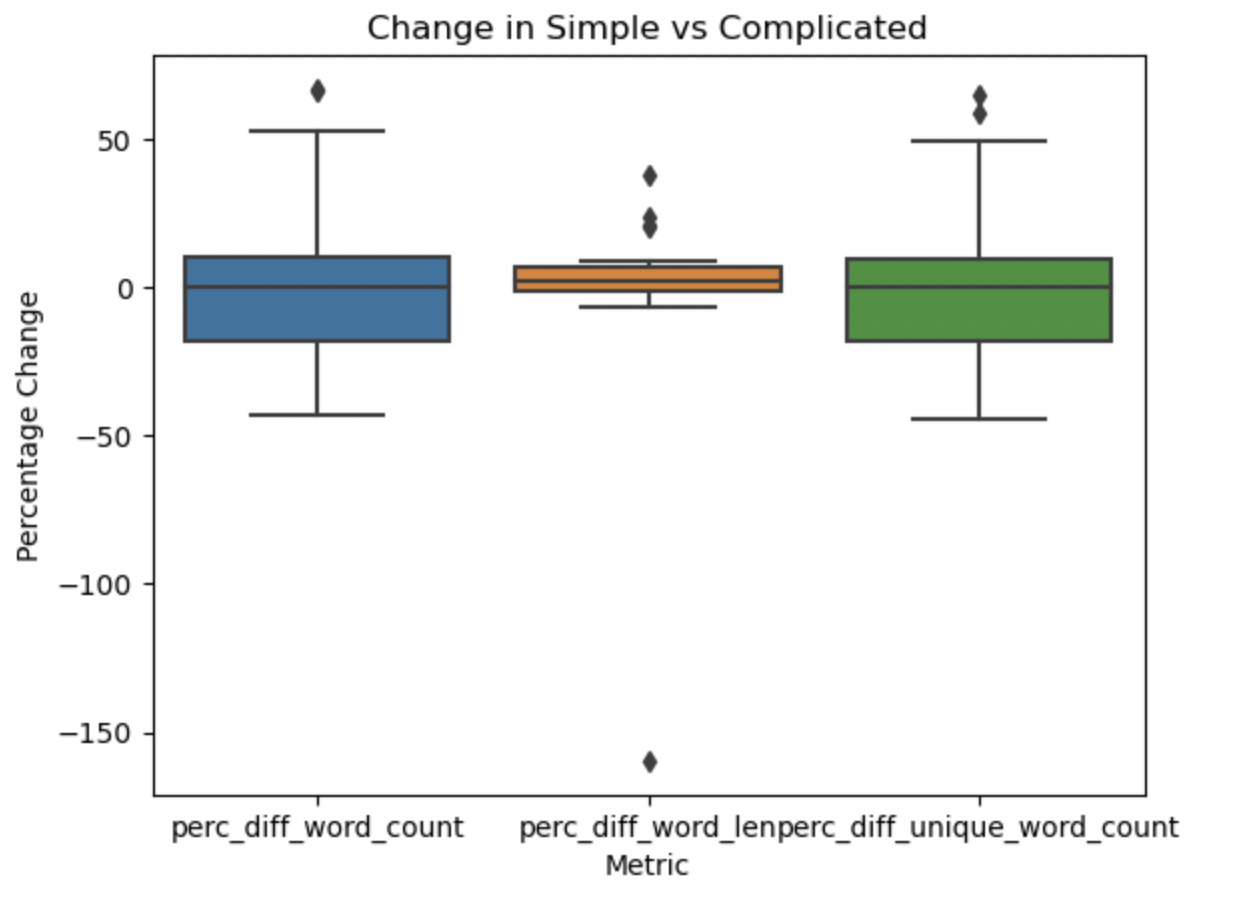 Change in Simple vs Complicated
Percentage Change
50
0
−50
−100
−150
perc_diff_word_count perc_diff_word_lenperc_diff_unique_word_count
Metric